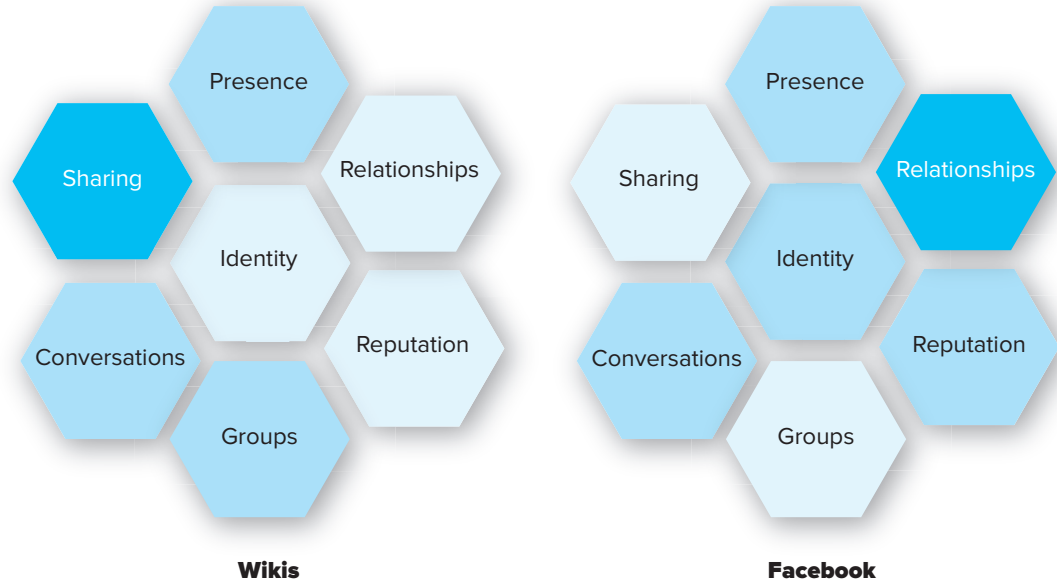 Presence
Relationships
Sharing
Identity
Reputation
Conversations
Groups
Wikis
Presence
Relationships
Sharing
Identity
Reputation
Conversations
Groups
Facebook